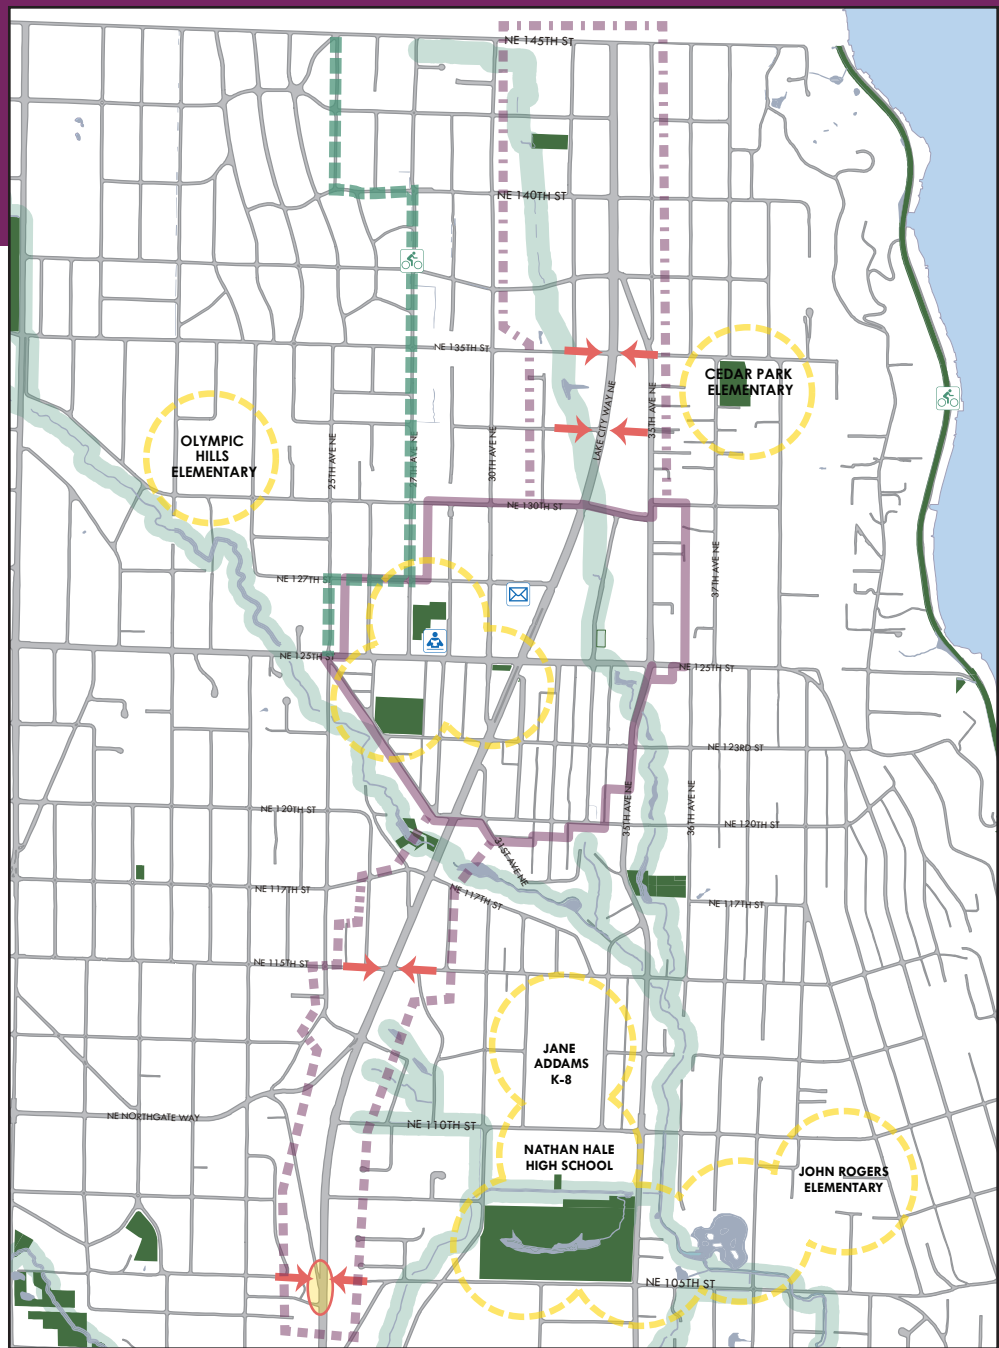 NE 145TH ST
NE 140TH ST
NE 135TH ST
CEDAR PARK
ELEMENTARY
LAKE CITY WAY NE
35TH AVE NE
OLYMPIC
HILLS
ELEMENTARY
25TH AVE NE
27TH AVE NE
30TH AVE NE
NE 130TH ST
37TH AVE NE
NE 127TH ST
NE 125TH ST
NE 125TH ST
NE 123RD ST
NE 120TH ST
35TH AVE NE
36TH AVE NE
NE 120TH ST
31ST AVE NE
NE 117TH ST
NE 117TH ST
NE 117TH ST
NE 115TH ST
JANE
ADDAMS
K-8
NE NORTHGATE WAY
NE 110TH ST
NATHAN HALE
HIGH SCHOOL
JOHN ROGERS
ELEMENTARY
NE 105TH ST